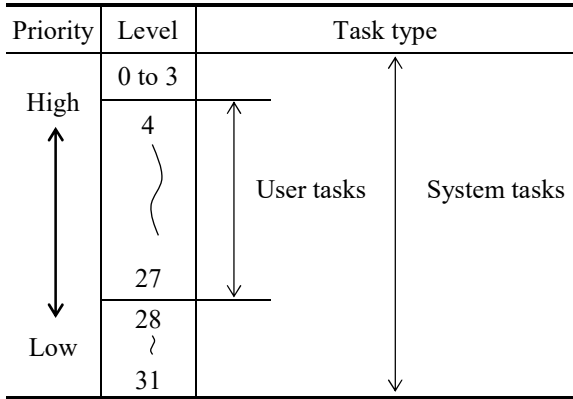 Priority Level Task type
0 to 3
High
4
User tasks System tasks
27
28
Low
31